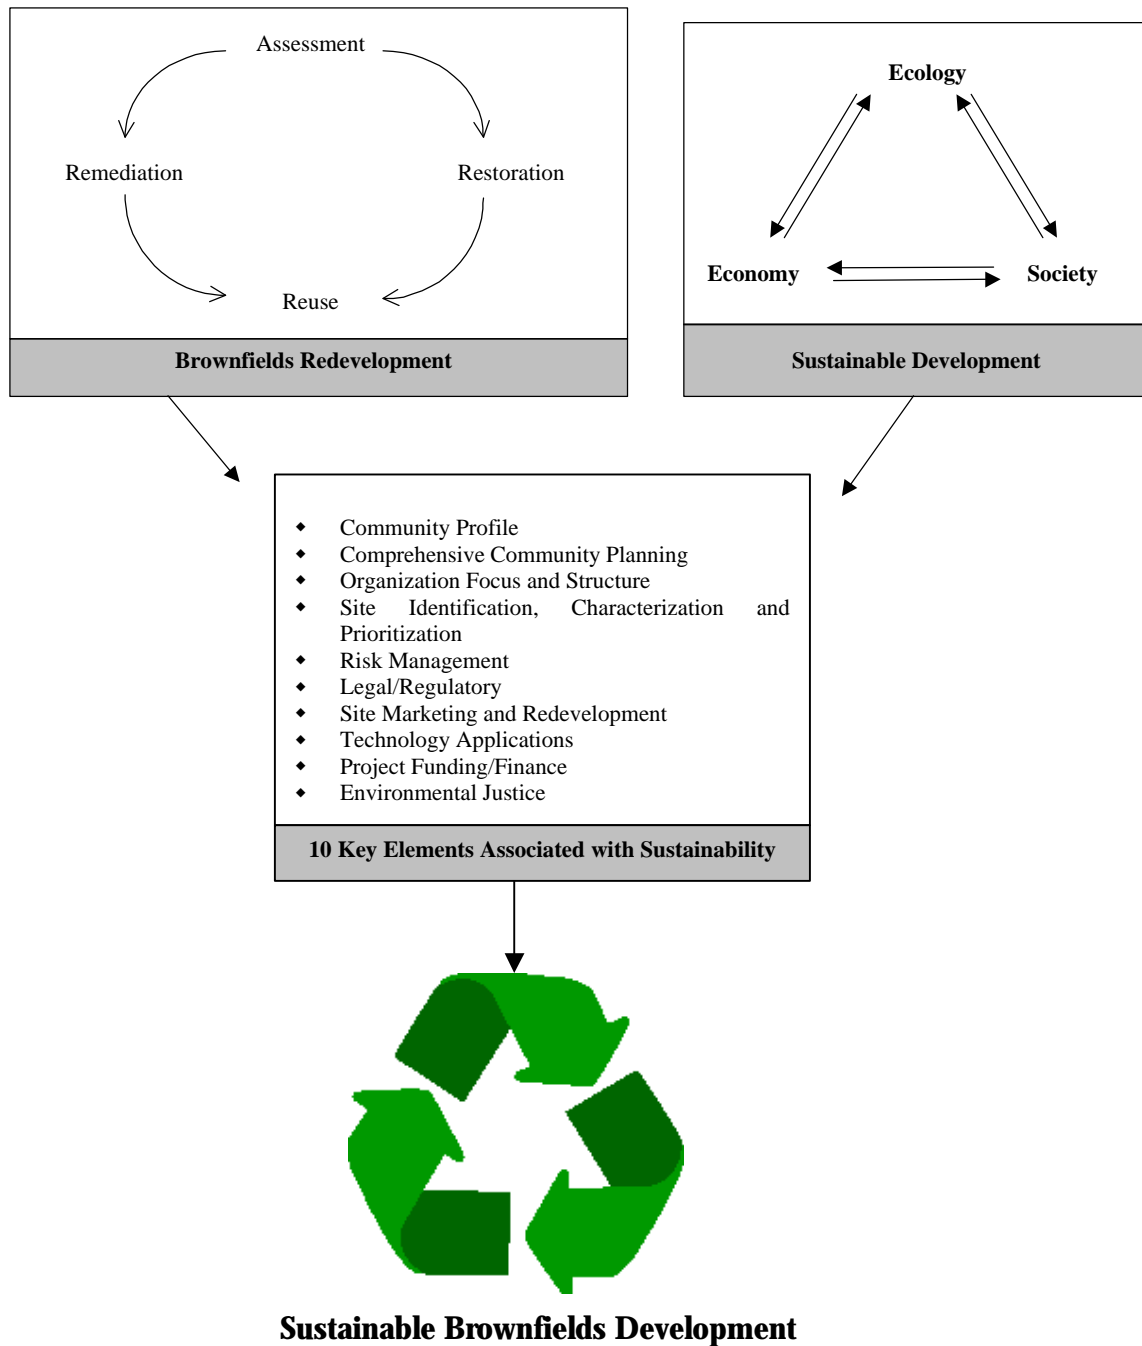 Assessment
Remediation
Restoration
Reuse
Brownfields Redevelopment
Ecology
Economy
Society
Sustainable Development
Community Profile
Comprehensive Community Planning
Organization Focus and Structure
Site Identification, Characterization and
Prioritization
Risk Management
Legal/Regulatory
Site Marketing and Redevelopment
Technology Applications
Project Funding/Finance
Environmental Justice
10 Key Elements Associated with Sustainability
Sustainable Brownfields Development